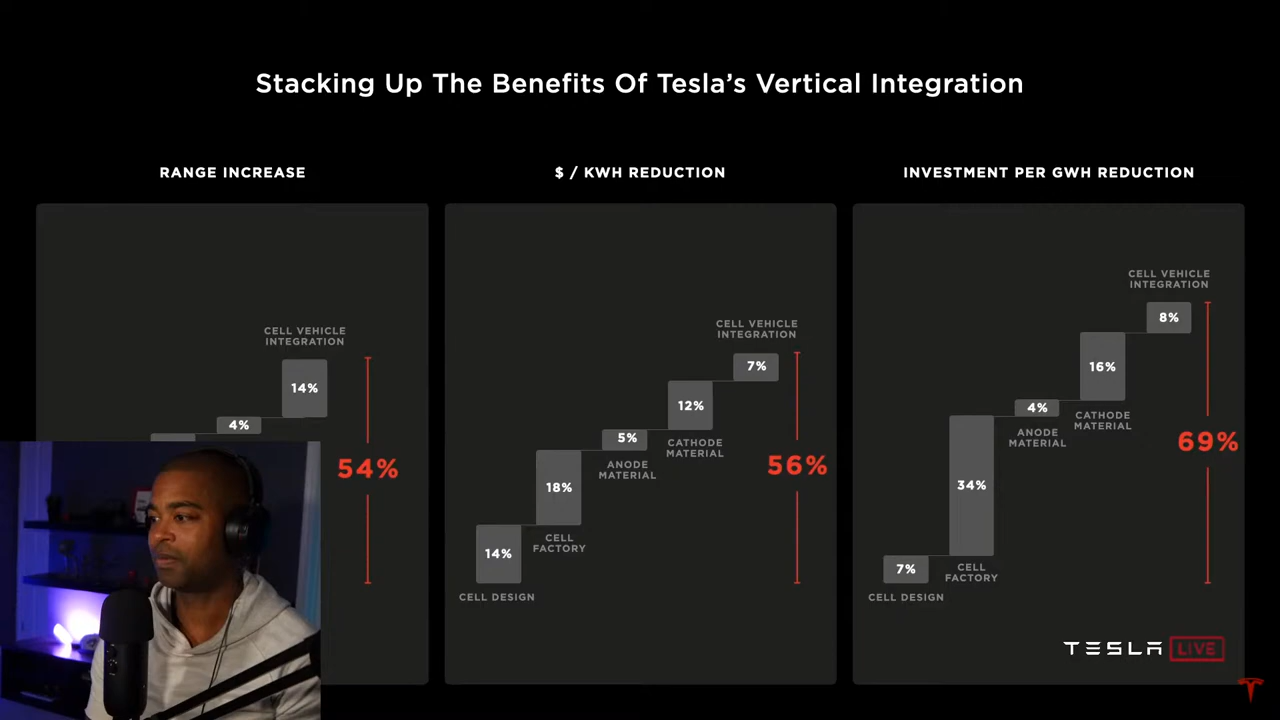 Stacking Up The Benefits Of Tesla's Vertical Integration
RANGE INCREASE
CELL VEHICLE
INTEGRATION
14%
4%
54%
$ / KWH REDUCTION
CELL VEHICLE
INTEGRATION
7%
12%
CATHODE
MATERIAL
5%
ANODE
MATERIAL
18%
CELL
FACTORY
14%
CELL DESIGN
56%
INVESTMENT PER GWH REDUCTION
CELL VEHICLE
INTEGRATION
8%
16%
CATHODE
MATERIAL
4%
ANODE
MATERIAL
34%
CELL
FACTORY
7%
CELL DESIGN
69%
TESLA LIVE